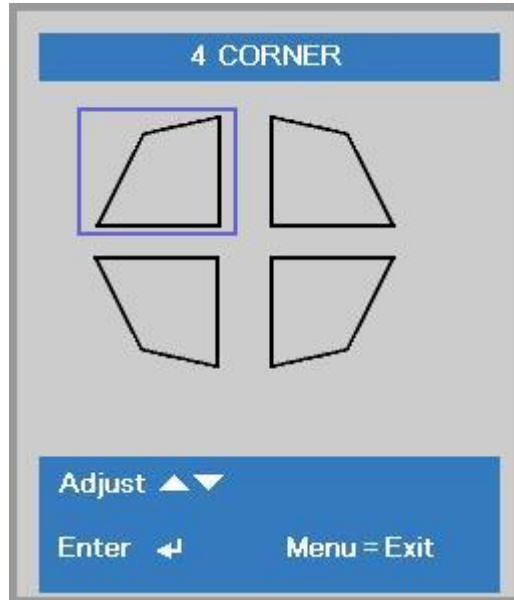 4 CORNER
Adjust ▲▼
Enter ↵
Menu = Exit